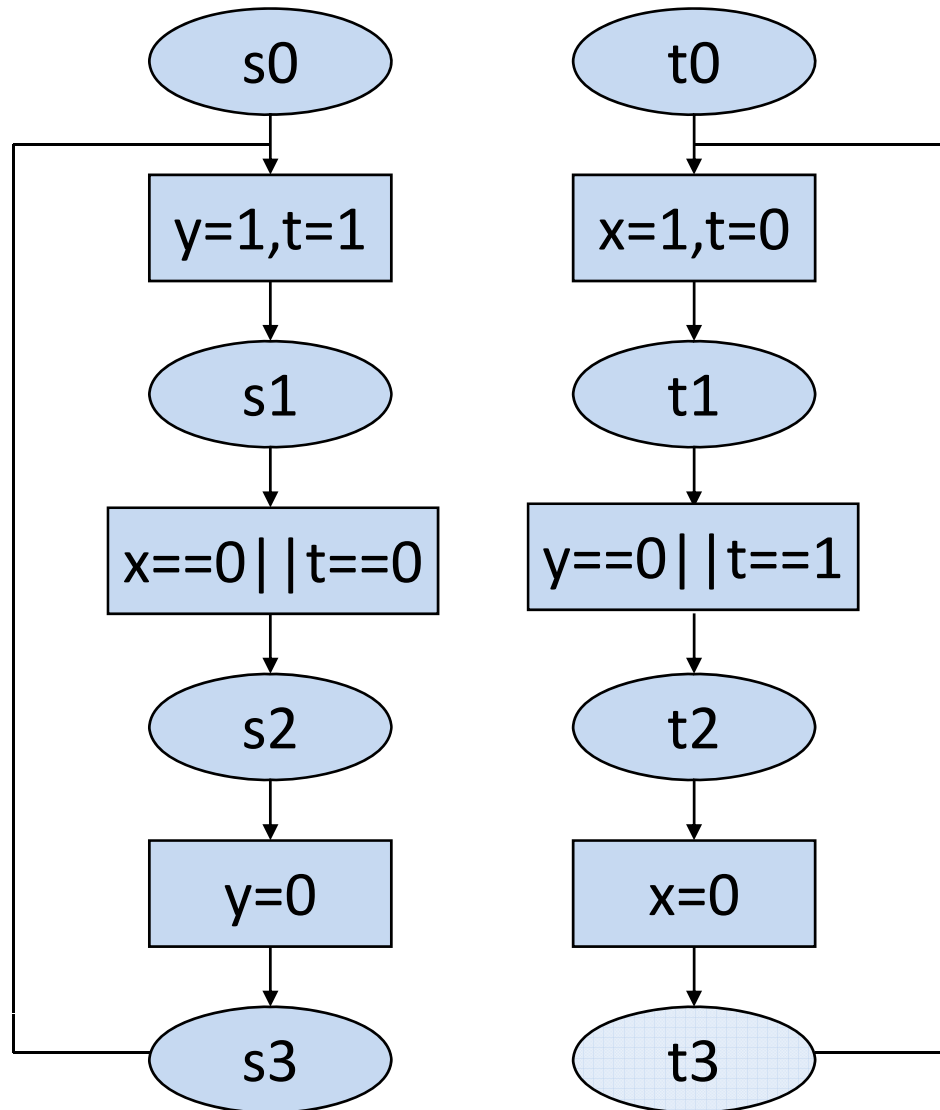 s0
y=1,t=1
s1
x==0||t==0
s2
y=0
s3
t0
x=1,t=0
t1
y==0||t==1
t2
x=0
t3